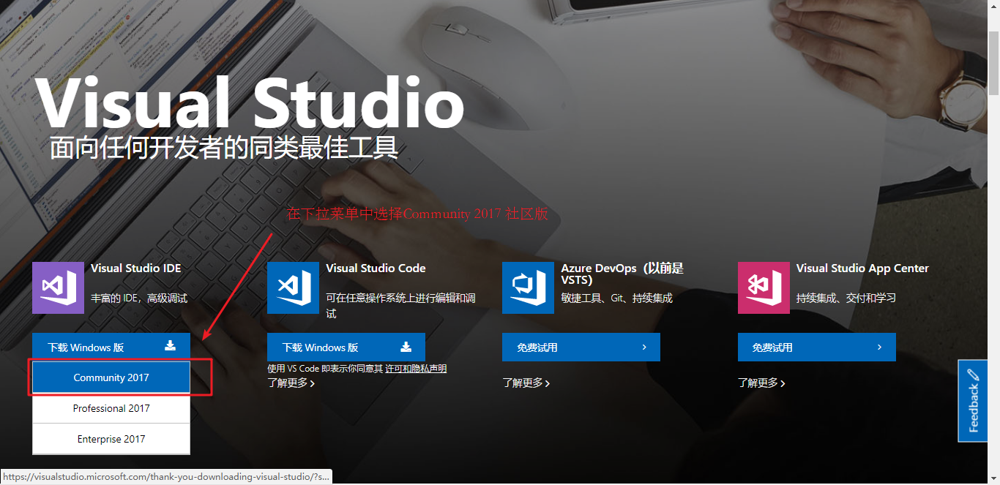 Visual Studio
面向任何开发者的同类最佳工具
在下拉菜单中选择Community 2017 社区版
Visual Studio IDE
丰富的 IDE，高级调试
下载 Windows 版
Community 2017
Professional 2017
Enterprise 2017
Visual Studio Code
可在任意操作系统上进行编辑和调
试
下载 Windows 版
使用 VS Code 即表示你同意其 许可和隐私声明
了解更多
Azure DevOps（以前是
VSTS）
敏捷工具、Git、持续集成
免费试用
了解更多
Visual Studio App Center
持续集成、交付和学习
免费试用
了解更多
Feedback
https://visualstudio.microsoft.com/thank-you-downloading-visual-studio/?s...